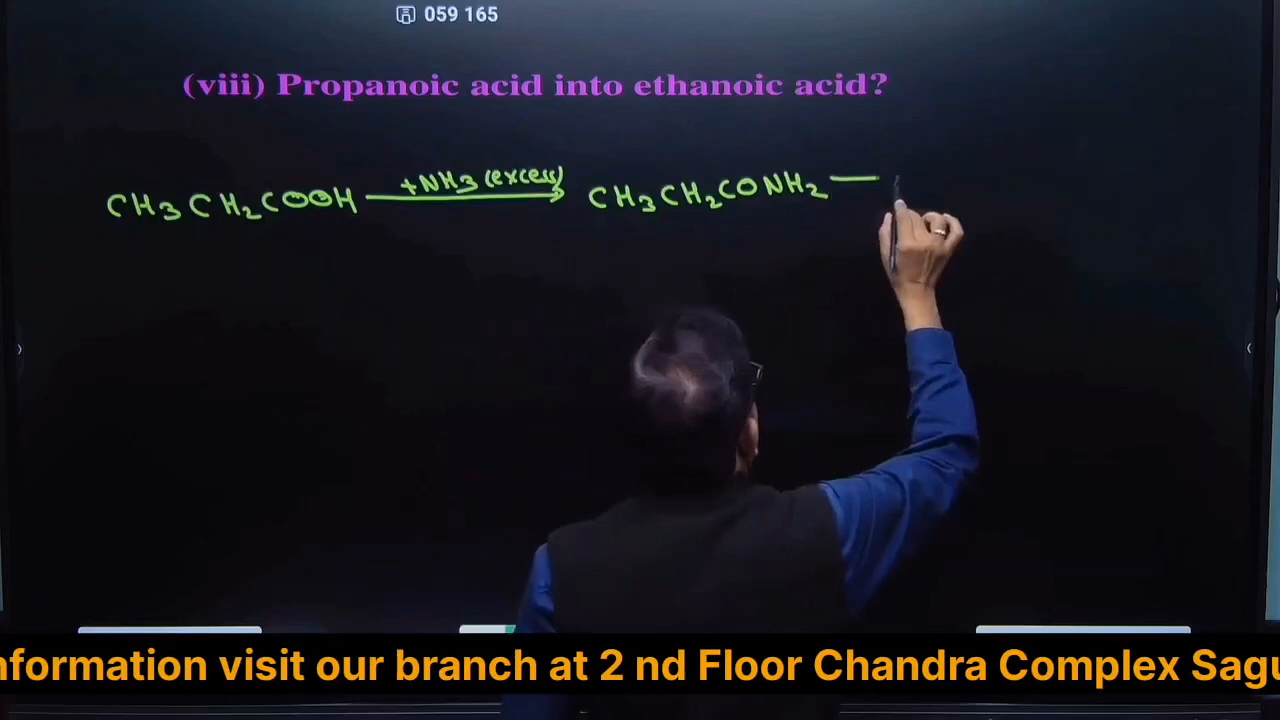 059 165
(viii) Propanoic acid into ethanoic acid?
CH3CH2COOH +NH3 (excess) CH3CH2CONH2
nformation visit our branch at 2 nd Floor Chandra Complex Sagu